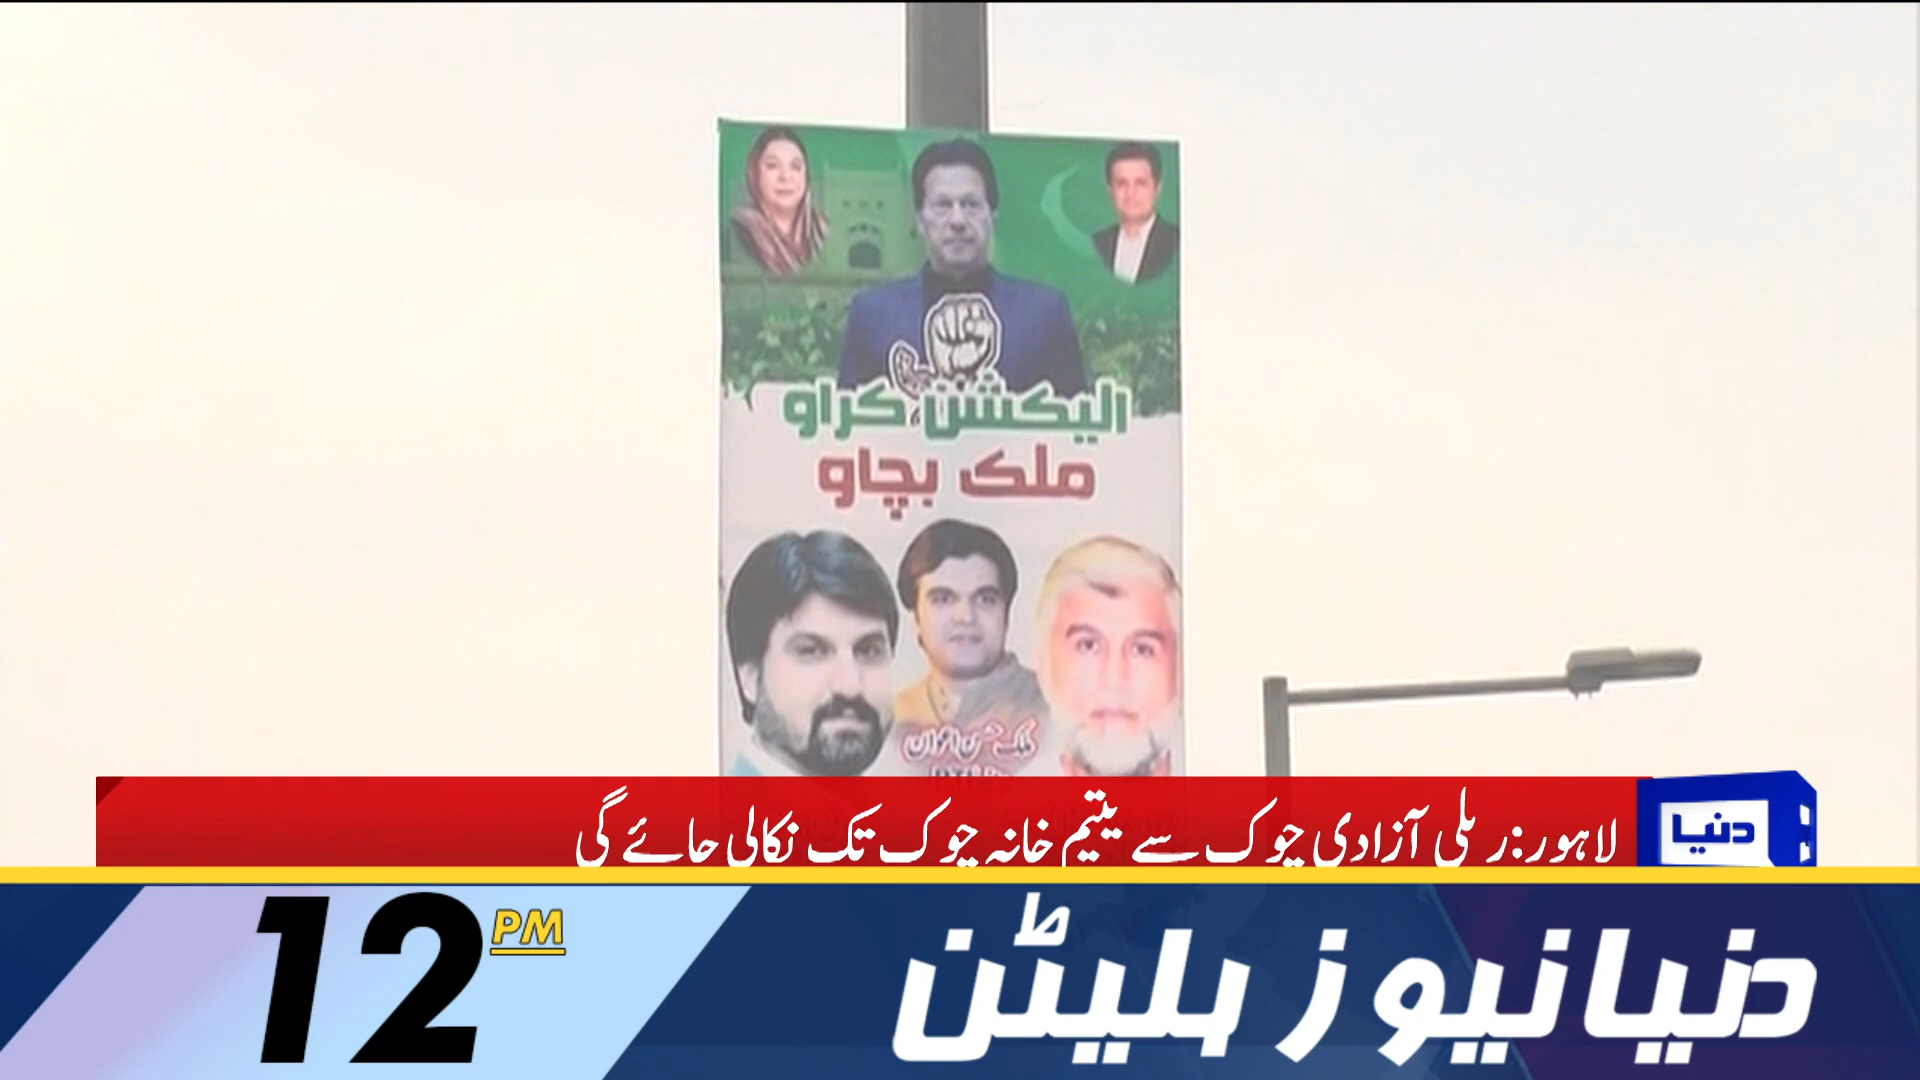 الیکشن کراو
ملک بچاو
لاہور:ریلی آزادی چوک سے یتیم خانہ چوک تک نکالی جائے گی
دنیا
12 PM
دنیا نیوز بلیٹن